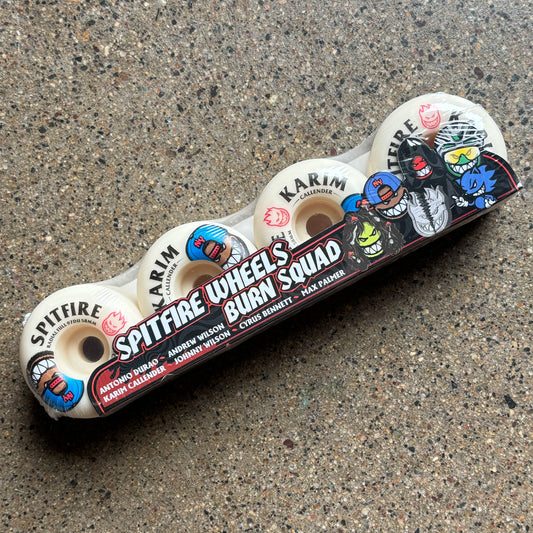 SPITFIRE
KARIM
CALLENDER
KARIM
CALLENDER
SPITFIRE
SPITFIRE WHEELS
BURN SQUAD
ANTONIO DURAO ~ ANDREW WILSON
KARIM CALLENDER ~ JOHNNY WILSON ~ CYRUS BENNETT ~ MAX PALMER